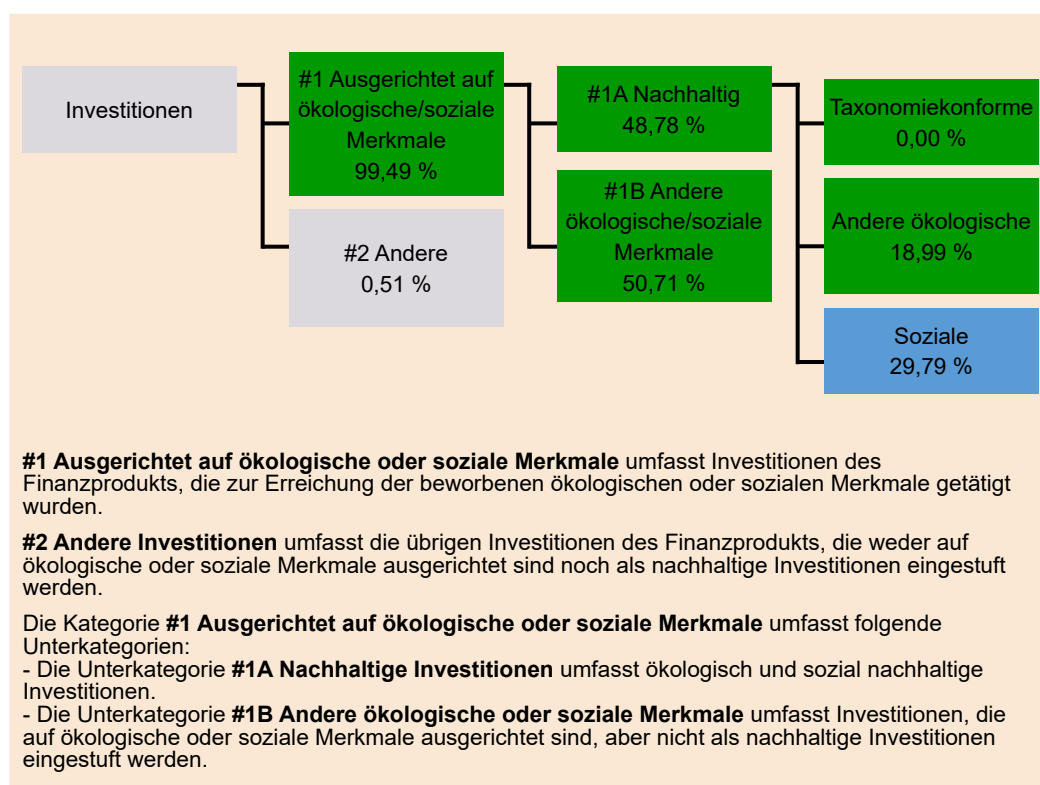 Investitionen
#1 Ausgerichtet auf
ökologische/soziale
Merkmale
99,49 %
#2 Andere
0,51 %
#1A Nachhaltig
48,78 %
#1B Andere
ökologische/soziale
Merkmale
50,71 %
Taxonomiekonforme
0,00 %
Andere ökologische
18,99 %
Soziale
29,79 %
#1 Ausgerichtet auf ökologische oder soziale Merkmale umfasst Investitionen des
Finanzprodukts, die zur Erreichung der beworbenen ökologischen oder sozialen Merkmale getätigt
wurden.
#2 Andere Investitionen umfasst die übrigen Investitionen des Finanzprodukts, die weder auf
ökologische oder soziale Merkmale ausgerichtet sind noch als nachhaltige Investitionen eingestuft
werden.
Die Kategorie #1 Ausgerichtet auf ökologische oder soziale Merkmale umfasst folgende
Unterkategorien:
- Die Unterkategorie #1A Nachhaltige Investitionen umfasst ökologisch und sozial nachhaltige
Investitionen.
- Die Unterkategorie #1B Andere ökologische oder soziale Merkmale umfasst Investitionen, die
auf ökologische oder soziale Merkmale ausgerichtet sind, aber nicht als nachhaltige Investitionen
eingestuft werden.